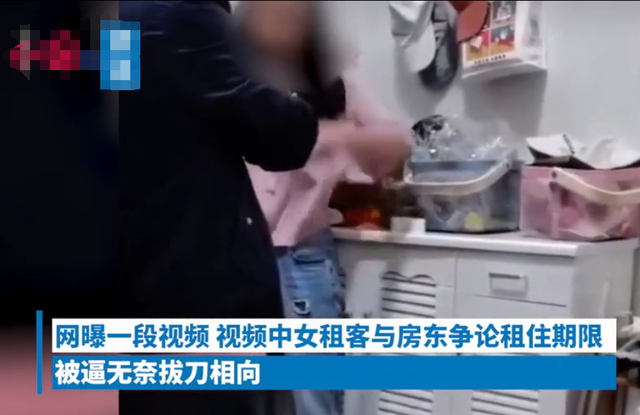 网曝一段视频 视频中女租客与房东争论租住期限
被逼无奈拔刀相向